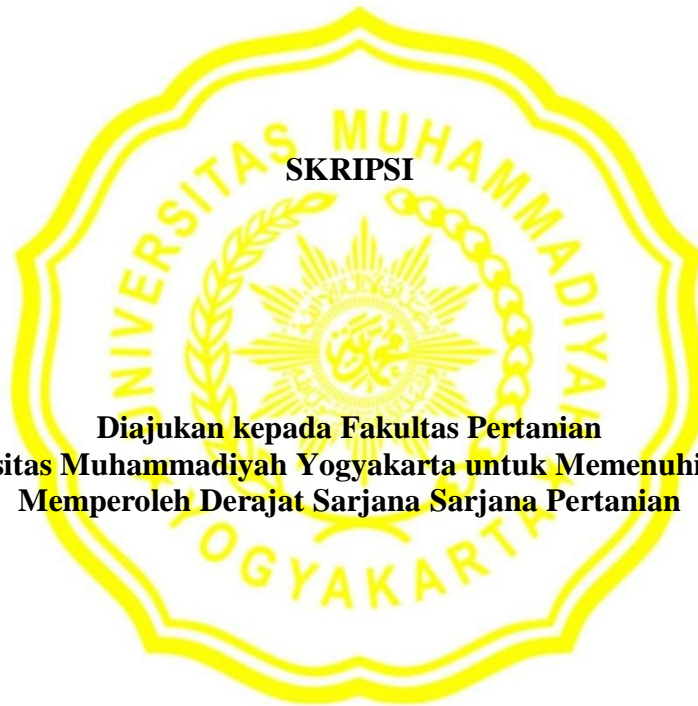 UNIVERSITAS MUHAMMADIYAH
SKRIPSI
Diajukan kepada Fakultas Pertanian
sitas Muhammadiyah Yogyakarta untuk Memenuhi
Memperoleh Derajat Sarjana Sarjana Pertanian
YOGYAKARTA